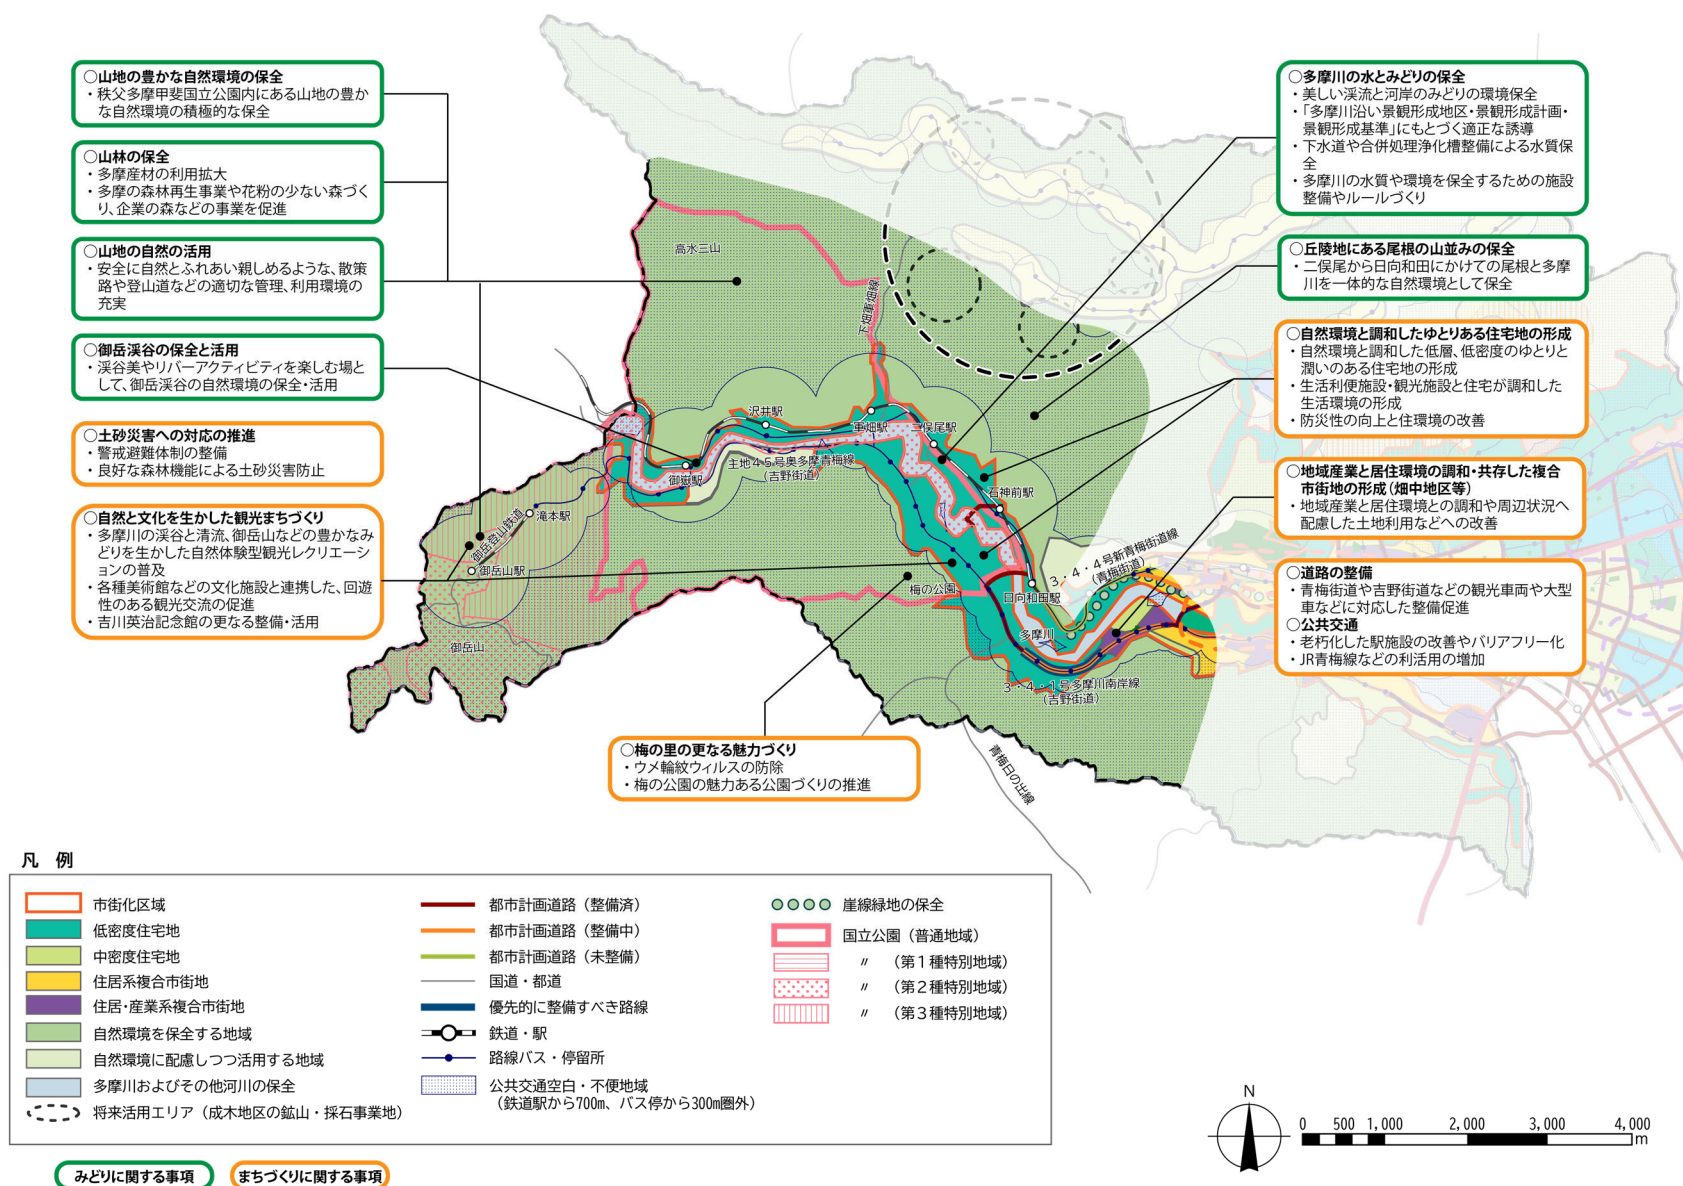 ○山地の豊かな自然環境の保全
・秩父多摩甲斐国立公園内にある山地の豊か
な自然環境の積極的な保全
○山林の保全
・多摩産材の利用拡大
・多摩の森林再生事業や花粉の少ない森づく
り、企業の森などの事業を促進
○山地の自然の活用
・安全に自然とふれあい親しめるような、散策
路や登山道などの適切な管理、利用環境の
充実
○御岳渓谷の保全と活用
・渓谷美やリバーアクティビティを楽しむ場と
して、御岳渓谷の自然環境の保全・活用
○土砂災害への対応の推進
・警戒避難体制の整備
・良好な森林機能による土砂災害防止
○自然と文化を生かした観光まちづくり
・多摩川の渓谷と清流、御岳山などの豊かなみ
どりを生かした自然体験型観光レクリエーシ
ョンの普及
・各種美術館などの文化施設と連携した、回遊
性のある観光交流の促進
・吉川英治記念館の更なる整備・活用
○多摩川の水とみどりの保全
・美しい渓流と河岸のみどりの環境保全
・「多摩川沿い景観形成地区・景観形成計画・
景観形成基準」にもとづく適正な誘導
・下水道や合併処理浄化槽整備による水質保
全
・多摩川の水質や環境を保全するための施設
整備やルールづくり
○丘陵地にある尾根の山並みの保全
・二俣尾から日向和田にかけての尾根と多摩
川を一体的な自然環境として保全
○自然環境と調和したゆとりある住宅地の形成
・自然環境と調和した低層、低密度のゆとりと
潤いのある住宅地の形成
・生活利便施設・観光施設と住宅が調和した
生活環境の形成
・防災性の向上と住環境の改善
○地域産業と居住環境の調和・共存した複合
市街地の形成(畑中地区等)
・地域産業と居住環境との調和や周辺状況へ
配慮した土地利用などへの改善
○道路の整備
・青梅街道や吉野街道などの観光車両や大型
車などに対応した整備促進
○公共交通
・老朽化した駅施設の改善やバリアフリー化
・JR青梅線などの利活用の増加
○梅の里の更なる魅力づくり
・ウメ輪紋ウィルスの防除
・梅の公園の魅力ある公園づくりの推進
高水三山
下畑軍畑線
沢井駅
軍畑駅
二俣尾駅
御嶽駅
主地45号奥多摩青梅線
(吉野街道)
石神前駅
滝本駅
御岳登山鉄道
御岳山駅
御岳山
梅の公園
日向和田駅
3・4・4号新青梅街道線
(青梅街道)
多摩川
3・4・1号多摩川南岸線
(吉野街道)
青梅日の出線
凡 例
市街化区域
低密度住宅地
中密度住宅地
住居系複合市街地
住居・産業系複合市街地
自然環境を保全する地域
自然環境に配慮しつつ活用する地域
多摩川およびその他河川の保全
将来活用エリア(成木地区の鉱山・採石事業地)
都市計画道路(整備済)
都市計画道路(整備中)
都市計画道路(未整備)
国道・都道
優先的に整備すべき路線
鉄道・駅
路線バス・停留所
公共交通空白・不便地域
(鉄道駅から700m、バス停から300m圏外)
崖線緑地の保全
国立公園(普通地域)
〃 (第1種特別地域)
〃 (第2種特別地域)
〃 (第3種特別地域)
みどりに関する事項
まちづくりに関する事項
N
0 500 1,000 2,000 3,000 4,000
m